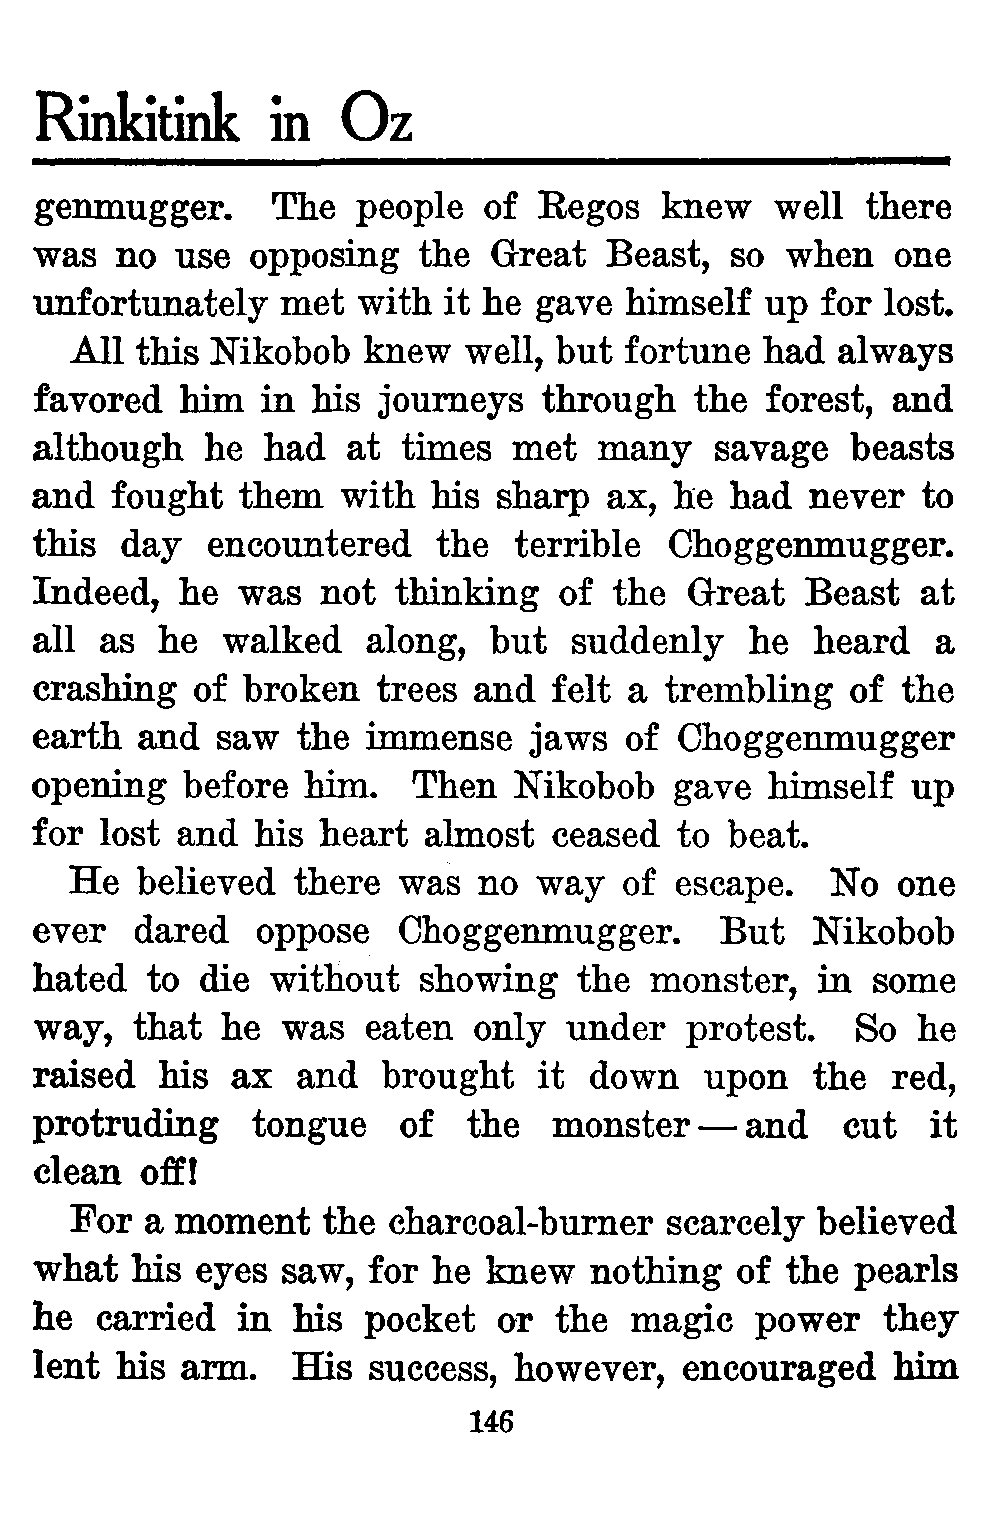 Rinkitink in Oz
genmugger. The people of Regos knew well there
was no use opposing the Great Beast, so when one
unfortunately met with it he gave himself up for lost.
All this Nikobob knew well, but fortune had always
favored him in his journeys through the forest, and
although he had at times met many savage beasts
and fought them with his sharp ax, he had never to
this day encountered the terrible Choggenmugger.
Indeed, he was not thinking of the Great Beast at
all as he walked along, but suddenly he heard a
crashing of broken trees and felt a trembling of the
earth and saw the immense jaws of Choggenmugger
opening before him. Then Nikobob gave himself up
for lost and his heart almost ceased to beat.
He believed there was no way of escape. No one
ever dared oppose Choggenmugger. But Nikobob
hated to die without showing the monster, in some
way, that he was eaten only under protest. So he
raised his ax and brought it down upon the red,
protruding tongue of the monster — and cut it
clean off!
For a moment the charcoal-burner scarcely believed
what his eyes saw, for he knew nothing of the pearls
he carried in his pocket or the magic power they
lent his arm. His success, however, encouraged him
146